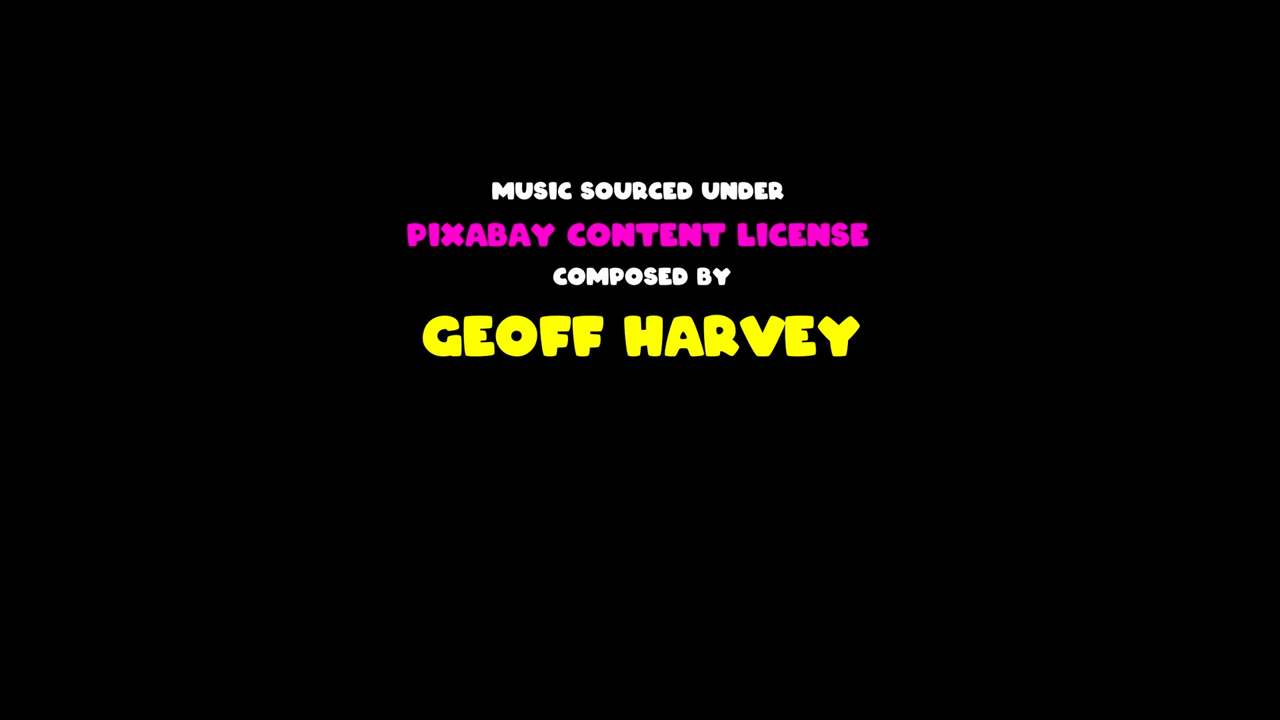 MUSIC SOURCED UNDER
PIXABAY CONTENT LICENSE
COMPOSED BY
GEOFF HARVEY